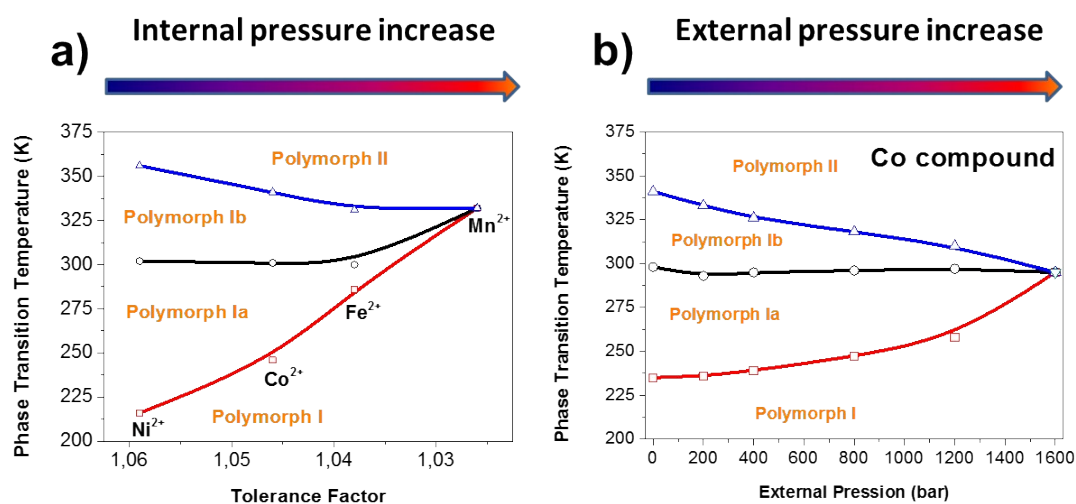 Internal pressure increase
a)
Phase Transition Temperature (K)
375
350
325
300
275
250
225
200
Polymorph II
Polymorph Ib
Mn2+
Polymorph Ia
Fe2+
Co2+
Ni2+
Polymorph I
1,06
1,05
1,04
1,03
Tolerance Factor
External pressure increase
b)
Phase Transition Temperature (K)
375
350
325
300
275
250
225
200
Co compound
Polymorph II
Polymorph Ib
Polymorph Ia
Polymorph I
0
200
400
600
800
1000
1200
1400
1600
External Pression (bar)